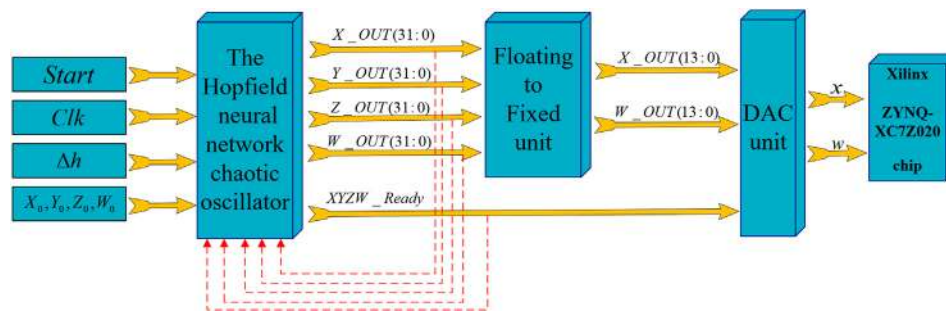 Start
Clk
Δh
X₀,Y₀,Z₀,W₀
The
Hopfield
neural
network
chaotic
oscillator
X_OUT(31:0)
Y_OUT(31:0)
Z_OUT(31:0)
W_OUT(31:0)
XYZW_Ready
Floating
to
Fixed
unit
X_OUT(13:0)
W_OUT(13:0)
DAC
unit
x
w
Xilinx
ZYNQ-
XC7Z020
chip